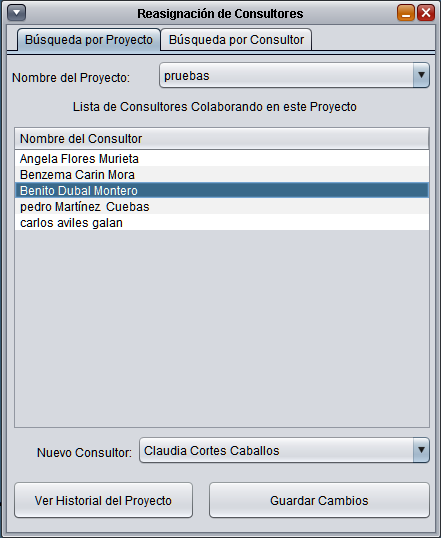 Reasignación de Consultores
Búsqueda por Proyecto Búsqueda por Consultor
Nombre del Proyecto: pruebas
Lista de Consultores Colaborando en este Proyecto
Nombre del Consultor
Angela Flores Murieta
Benzema Carin Mora
Benito Dubal Montero
pedro Martínez Cuebas
carlos aviles galan
Nuevo Consultor: Claudia Cortes Caballos
Ver Historial del Proyecto Guardar Cambios